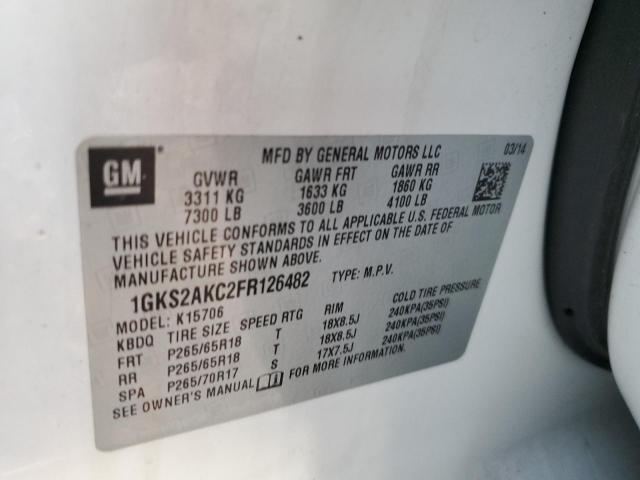 GM
MFD BY GENERAL MOTORS LLC 03/14
GVWR GAWR FRT GAWR RR
3311 KG 1633 KG 1860 KG
7300 LB 3600 LB 4100 LB
THIS VEHICLE CONFORMS TO ALL APPLICABLE U.S. FEDERAL MOTOR
VEHICLE SAFETY STANDARDS IN EFFECT ON THE DATE OF
MANUFACTURE SHOWN ABOVE.
1GKS2AKC2FR126482 TYPE: M.P.V.
MODEL: K15706
KBDQ TIRE SIZE SPEED RTG RIM COLD TIRE PRESSURE
FRT P265/65R18 T 18X8.5J 240KPA(35PSI)
RR P265/65R18 T 18X8.5J 240KPA(35PSI)
SPA P265/70R17 S 17X7.5J 240KPA(35PSI)
SEE OWNER'S MANUAL FOR MORE INFORMATION.